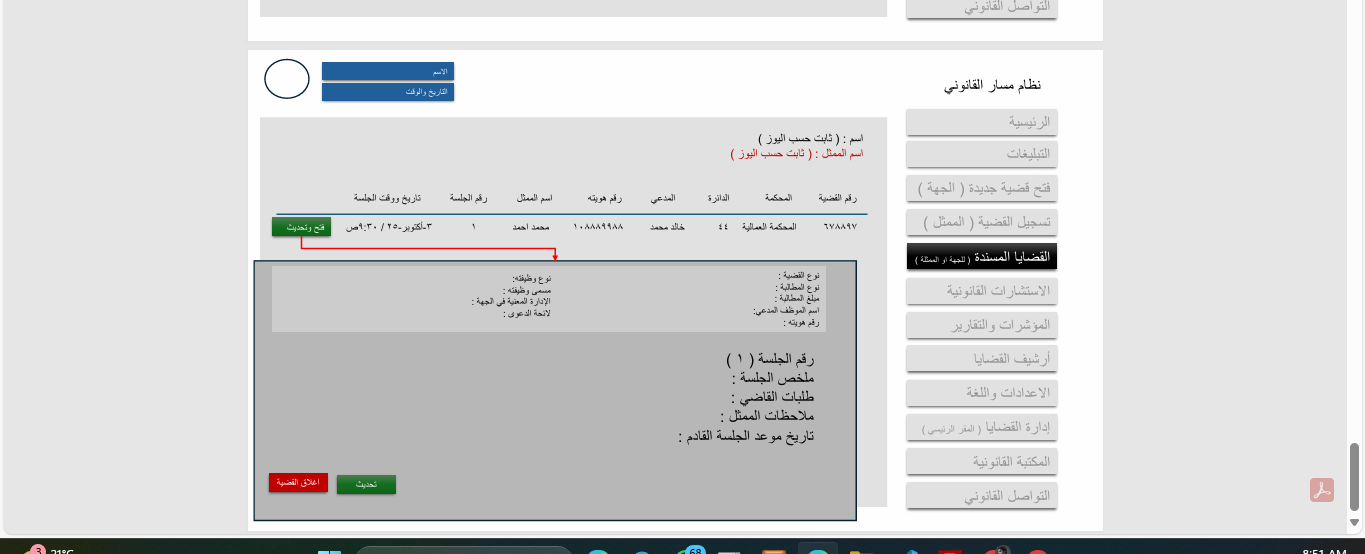 التواصل القانوني
نظام مسار القانوني
الاسم
التاريخ والوقت
الرئيسية
التبليغات
فتح قضية جديدة ( الجهة )
تسجيل القضية ( الممثل )
القضايا المسندة ( للجهة او الممثلة )
الاستشارات القانونية
المؤشرات والتقارير
أرشيف القضايا
الاعدادات واللغة
إدارة القضايا ( المقر الرئيسي )
المكتبة القانونية
التواصل القانوني
اسم : ( ثابت حسب اليوز )
اسم الممثل : ( ثابت حسب اليوز )
رقم القضية المحكمة الدائرة المدعي رقم هويته اسم الممثل رقم الجلسة تاريخ ووقت الجلسة
٦٧٨٨٩٧ المحكمة العمالية ٤٤ خالد محمد ١٠٨٨٨٩٩٨٨ محمد احمد ١ ٣-أكتوبر-٢٥ / ٩:٣٠ص فتح وتحديث
نوع القضية :
نوع المطالبة :
مبلغ المطالبة :
اسم الموظف المدعي:
رقم هويته :
نوع وظيفته:
مسمى وظيفته :
الإدارة المعنية في الجهة :
لائحة الدعوى :
رقم الجلسة ( ١ )
ملخص الجلسة :
طلبات القاضي :
ملاحظات الممثل :
تاريخ موعد الجلسة القادم :
تحديث
اغلاق القضية
3
21°C
68
8:51 AM